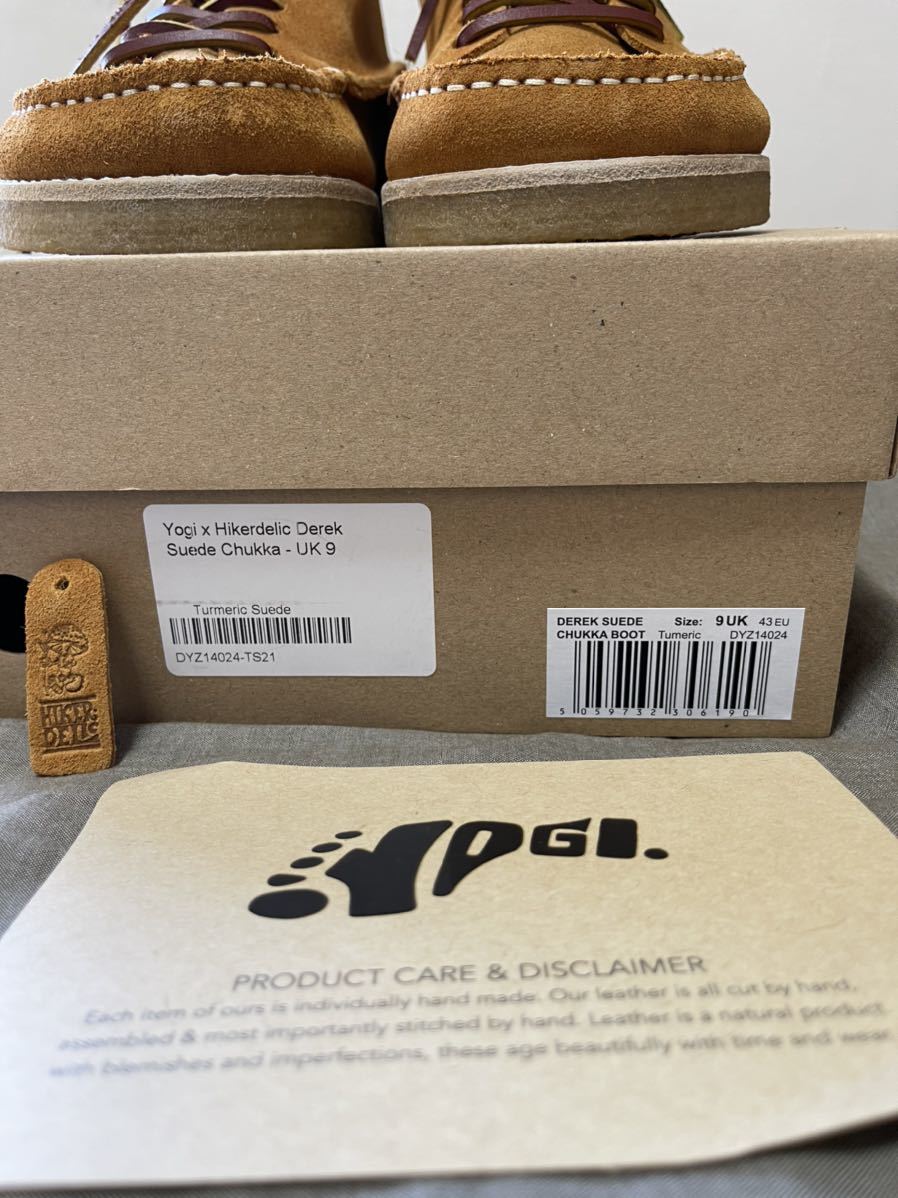 Yogi x Hikerdelic Derek
Suede Chukka - UK 9
Turmeric Suede
DYZ14024-TS21
DEREK SUEDE Size: 9 UK 43 EU
CHUKKA BOOT Tumeric DYZ14024
5 059732 306190
HIKER:
DELIC
YOGI.
PRODUCT CARE & DISCLAIMER
Each item of ours is individually hand made. Our leather is all cut by hand,
assembled & most importantly stitched by hand. Leather is a natural product
with blemishes and imperfections, these age beautifully with time and wear.